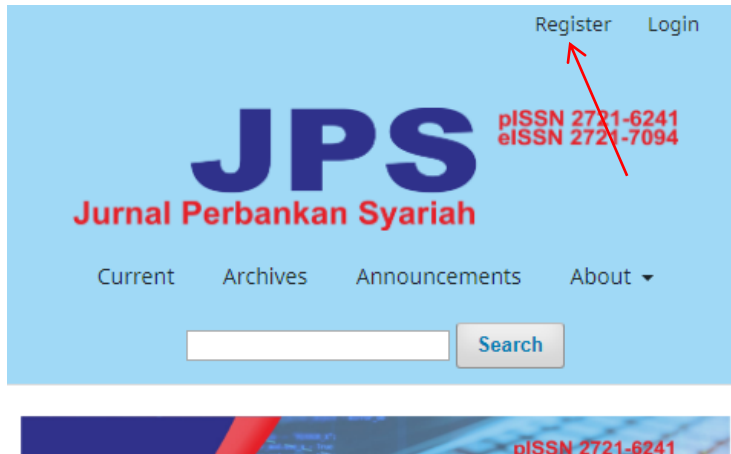 Register Login
JPS
pISSN 2721-6241
eISSN 2721-7094
Jurnal Perbankan Syariah
Current Archives Announcements About
Search
pISSN 2721-6241